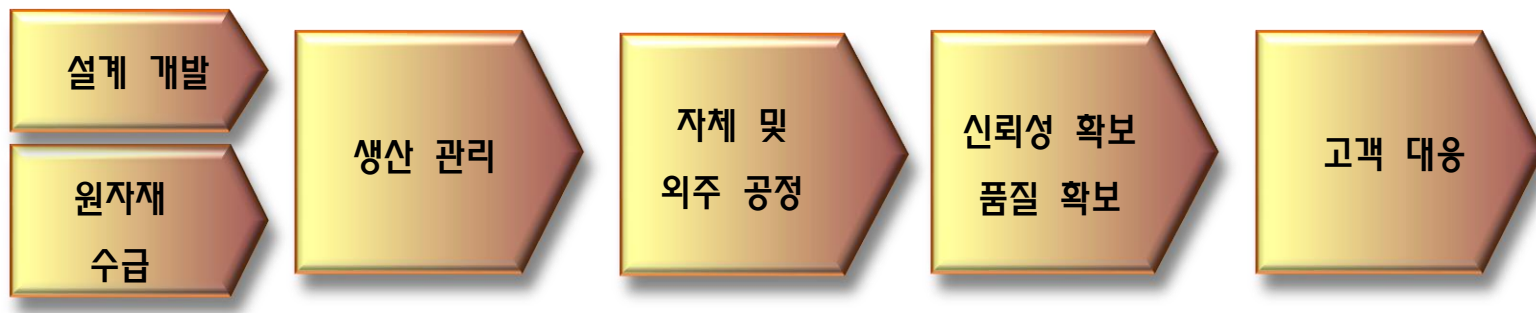 설계 개발
원자재
수급
생산 관리
자체 및
외주 공정
신뢰성 확보
품질 확보
고객 대응